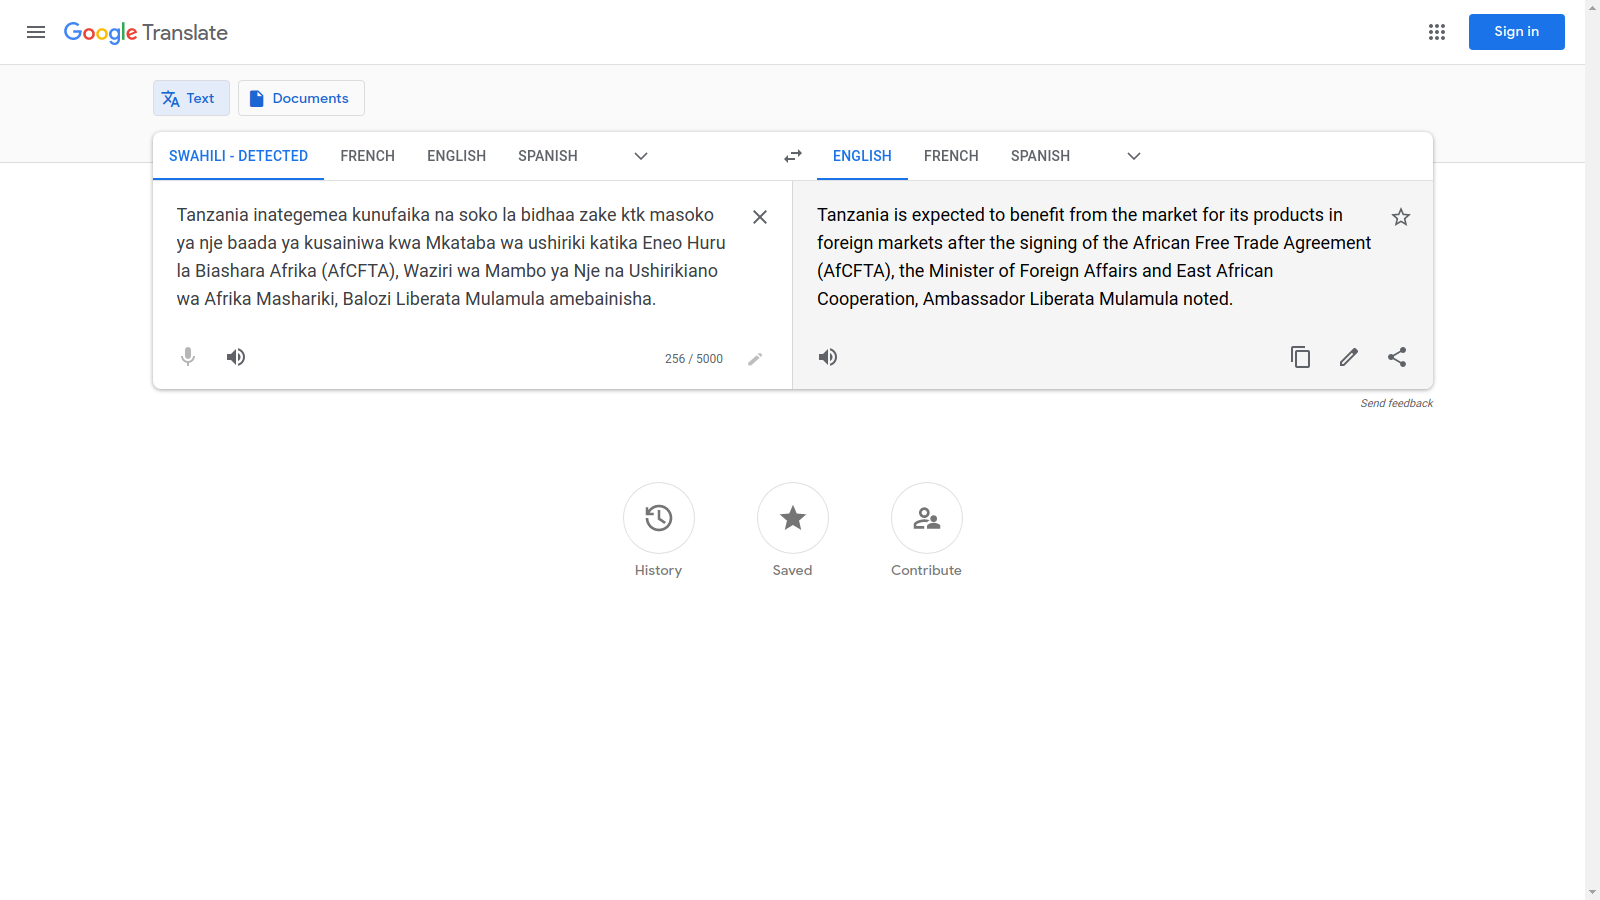 Google Translate
Sign in
Text
Documents
SWAHILI - DETECTED
FRENCH
ENGLISH
SPANISH
ENGLISH
FRENCH
SPANISH
Tanzania inategemea kunufaika na soko la bidhaa zake ktk masoko
ya nje baada ya kusainiwa kwa Mkataba wa ushiriki katika Eneo Huru
la Biashara Afrika (AfCFTA), Waziri wa Mambo ya Nje na Ushirikiano
wa Afrika Mashariki, Balozi Liberata Mulamula amebainisha.
256 / 5000
Tanzania is expected to benefit from the market for its products in
foreign markets after the signing of the African Free Trade Agreement
(AfCFTA), the Minister of Foreign Affairs and East African
Cooperation, Ambassador Liberata Mulamula noted.
Send feedback
History
Saved
Contribute